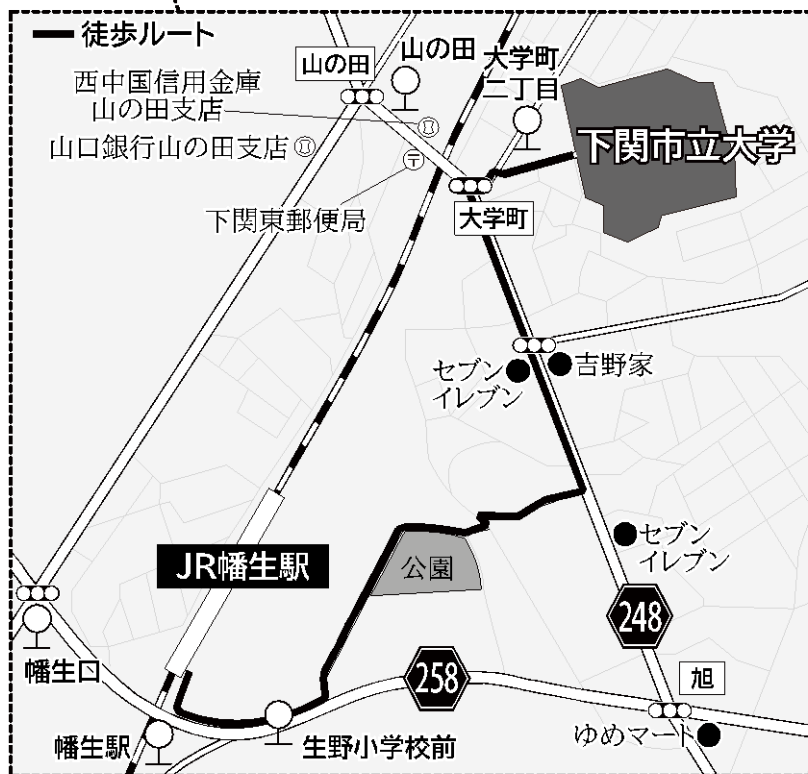 徒歩ルート
山の田
山の田
大学町
二丁目
西中国信用金庫
山の田支店
山口銀行山の田支店
〒
下関東郵便局
下関市立大学
大学町
セブン
イレブン
吉野家
セブン
イレブン
JR幡生駅
公園
248
258
幡生口
旭
幡生駅
生野小学校前
ゆめマート